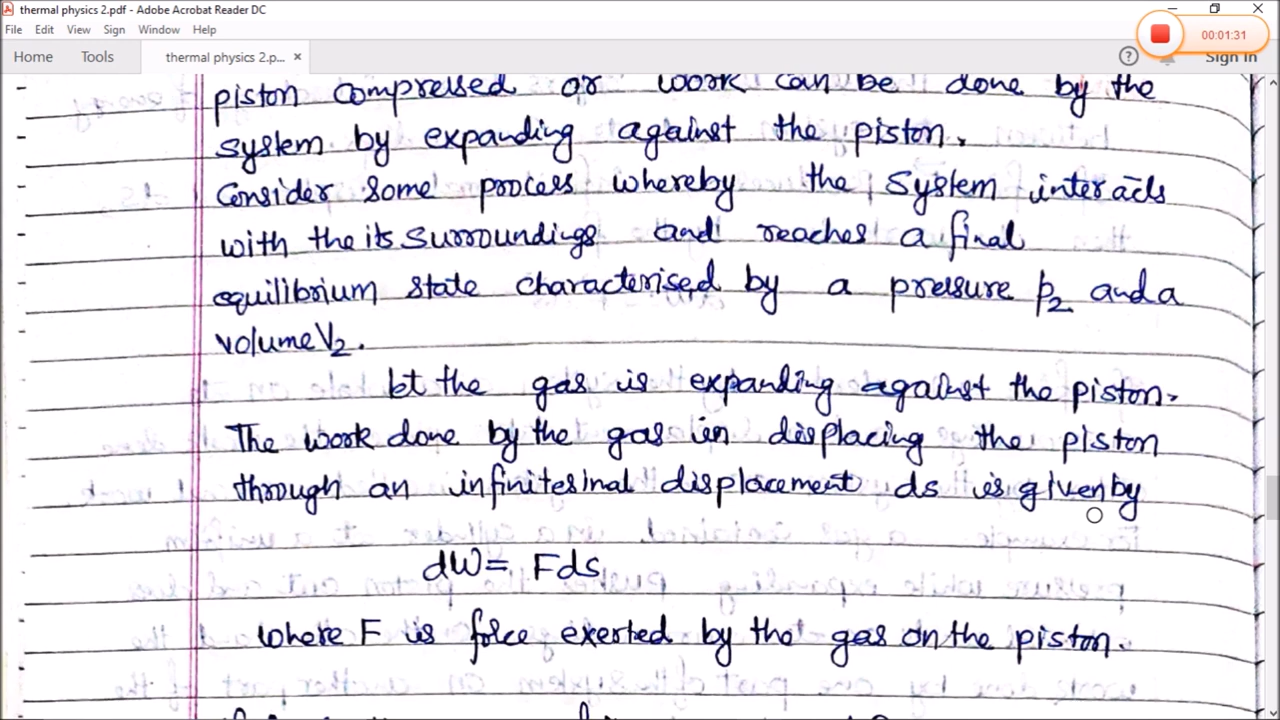 thermal physics 2.pdf - Adobe Acrobat Reader DC
File Edit View Sign Window Help
00:01:31
Home Tools thermal physics 2.p... × Sign In
piston compressed or work can be done by the
system by expanding against the piston.
Consider some process whereby the system interacts
with the its surroundings and reaches a final
equilibrium state characterised by a pressure p2 and a
volume V2.
let the gas is expanding against the piston.
The work done by the gas in displacing the piston
through an infinitesinal displacement ds is given by
dW = Fds
where F is force exerted by the gas on the piston.